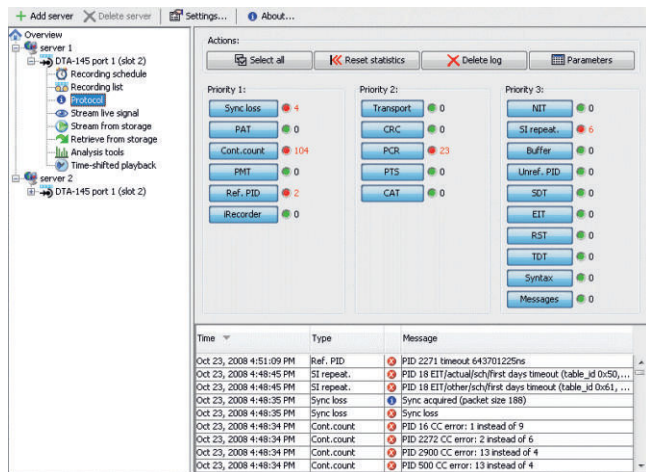 Add server
Delete server
Settings...
About...
Overview
server 1
DTA-145 port 1 (slot 2)
Recording schedule
Recording list
Protocol
Stream live signal
Stream from storage
Retrieve from storage
Analysis tools
Time-shifted playback
server 2
DTA-145 port 1 (slot 2)
Actions:
Select all
Reset statistics
Delete log
Parameters
Priority 1:
Sync loss 4
PAT 0
Cont.count 104
PMT 0
Ref. PID 2
iRecorder 0
Priority 2:
Transport 0
CRC 0
PCR 23
PTS 0
CAT 0
Priority 3:
NIT 0
SI repeat. 6
Buffer 0
Unref. PID 0
SDT 0
EIT 0
RST 0
TDT 0
Syntax 0
Messages 0
Time Type Message
Oct 23, 2008 4:51:09 PM Ref. PID PID 2271 timeout 643701225ns
Oct 23, 2008 4:48:45 PM SI repeat. PID 18 EIT/actual/sch/first days timeout (table_id 0x50,...
Oct 23, 2008 4:48:45 PM SI repeat. PID 18 EIT/other/sch/first days timeout (table_id 0x61, ...
Oct 23, 2008 4:48:35 PM Sync loss Sync acquired (packet size 188)
Oct 23, 2008 4:48:35 PM Sync loss Sync loss
Oct 23, 2008 4:48:34 PM Cont.count PID 16 CC error: 1 instead of 9
Oct 23, 2008 4:48:34 PM Cont.count PID 2272 CC error: 2 instead of 6
Oct 23, 2008 4:48:34 PM Cont.count PID 2900 CC error: 13 instead of 4
Oct 23, 2008 4:48:34 PM Cont.count PID 500 CC error: 13 instead of 4